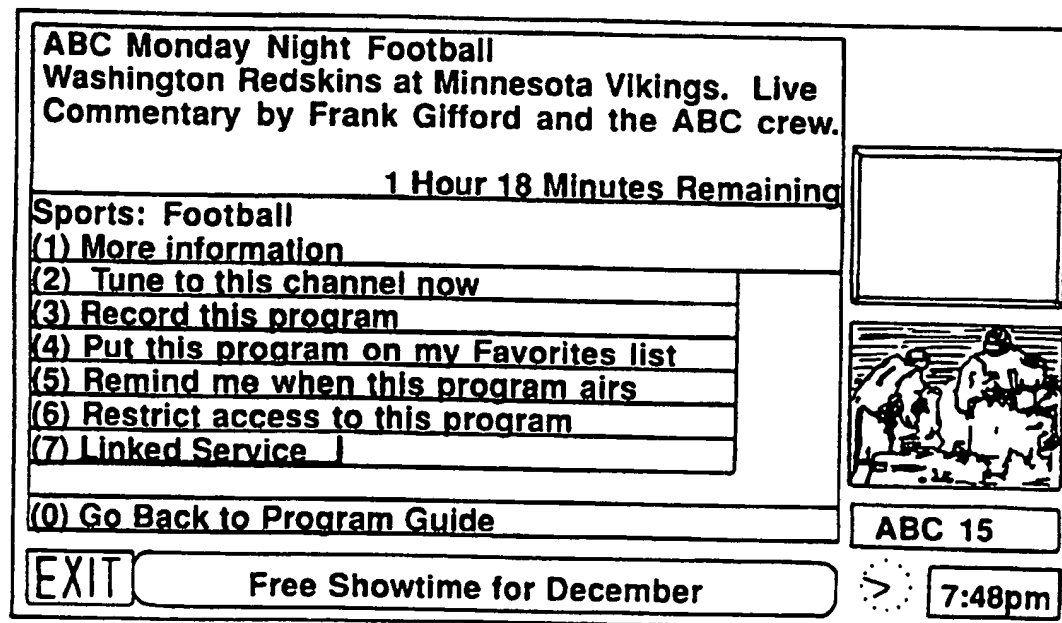 ABC Monday Night Football
Washington Redskins at Minnesota Vikings. Live
Commentary by Frank Gifford and the ABC crew.
1 Hour 18 Minutes Remaining
Sports: Football
(1) More information
(2) Tune to this channel now
(3) Record this program
(4) Put this program on my Favorites list
(5) Remind me when this program airs
(6) Restrict access to this program
(7) Linked Service
(0) Go Back to Program Guide
ABC 15
EXIT
Free Showtime for December
7:48pm